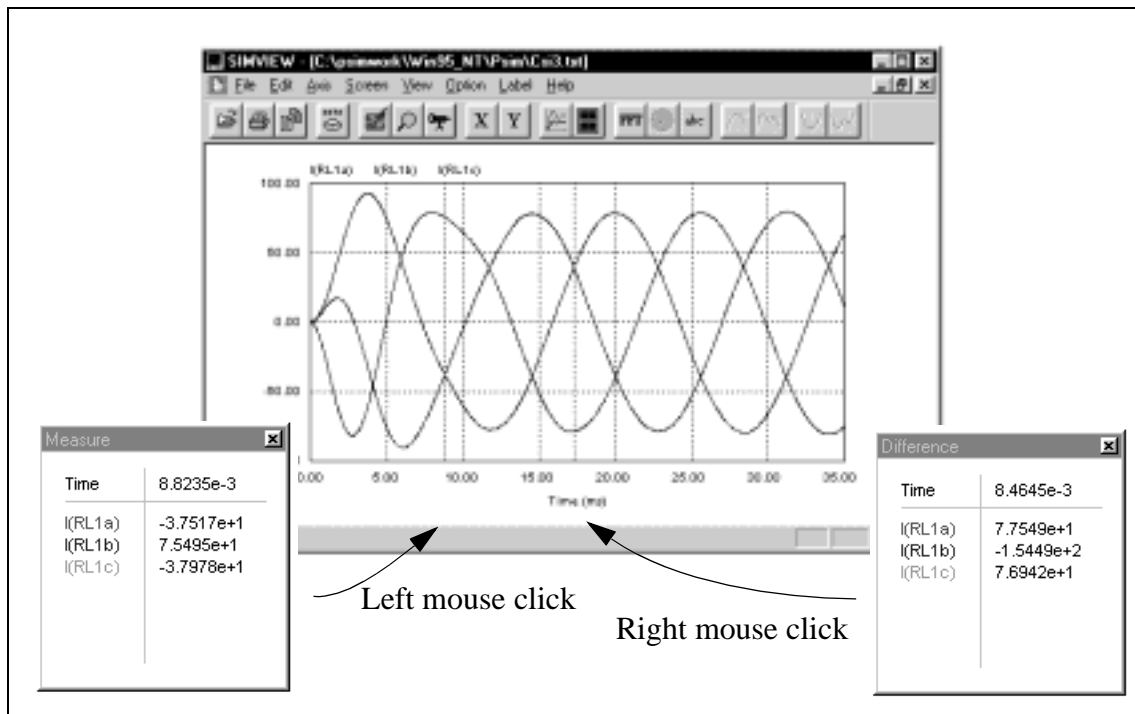 SIMVIEW - [C:\psimwork\Win95_NT\Psim\Csi3.txt]
File Edit Axis Screen View Option Label Help
X Y FFT abc
I(RL1a) I(RL1b) I(RL1c)
100.00
50.00
0.00
-50.00
0.00 5.00 10.00 15.00 20.00 25.00 30.00 35.00
Time (ms)
Measure
Time 8.8235e-3
I(RL1a) -3.7517e+1
I(RL1b) 7.5495e+1
I(RL1c) -3.7978e+1
Difference
Time 8.4645e-3
I(RL1a) 7.7549e+1
I(RL1b) -1.5449e+2
I(RL1c) 7.6942e+1
Left mouse click
Right mouse click